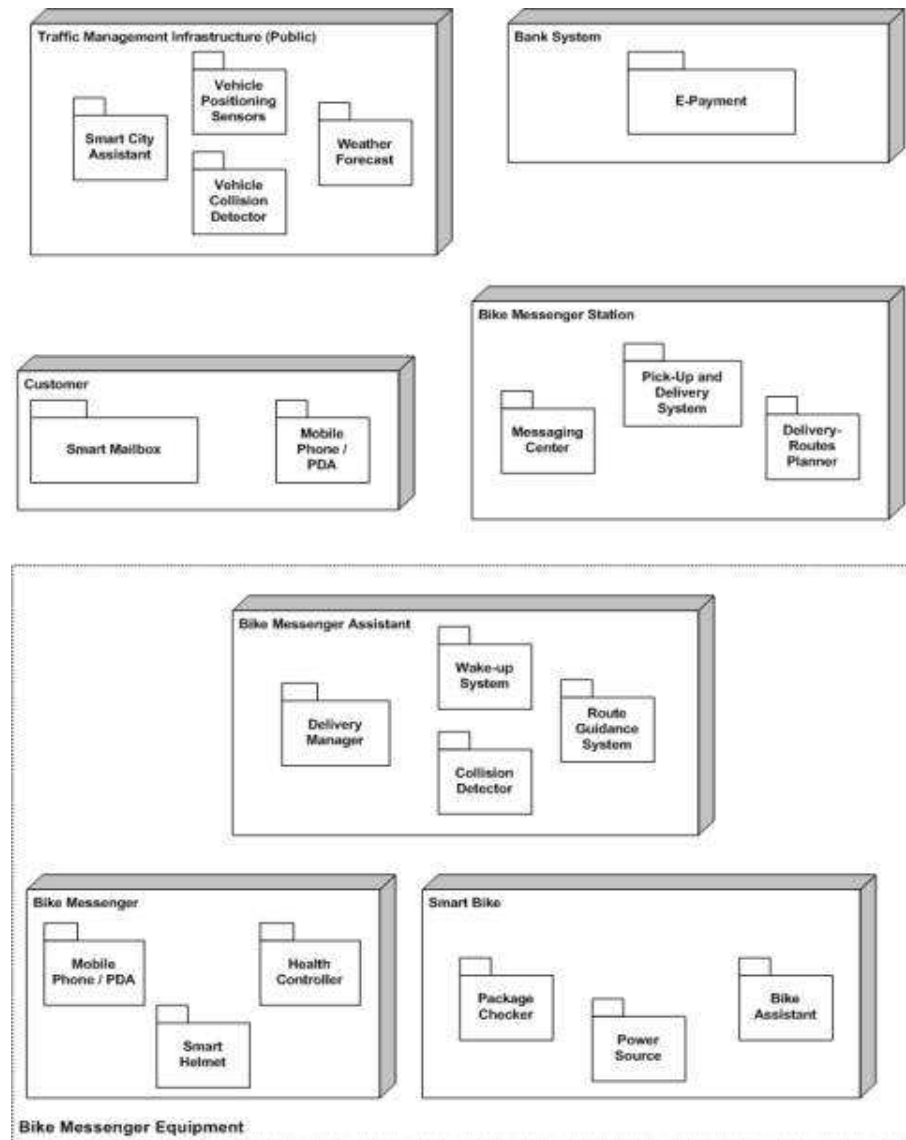 Traffic Management Infrastructure (Public)
Vehicle
Positioning
Sensors
Smart City
Assistant
Weather
Forecast
Vehicle
Collision
Detector
Bank System
E-Payment
Customer
Smart Mailbox
Mobile
Phone /
PDA
Bike Messenger Station
Pick-Up and
Delivery
System
Messaging
Center
Delivery-
Routes
Planner
Bike Messenger Assistant
Wake-up
System
Delivery
Manager
Route
Guidance
System
Collision
Detector
Bike Messenger
Mobile
Phone / PDA
Health
Controller
Smart
Helmet
Smart Bike
Package
Checker
Power
Source
Bike
Assistant
Bike Messenger Equipment